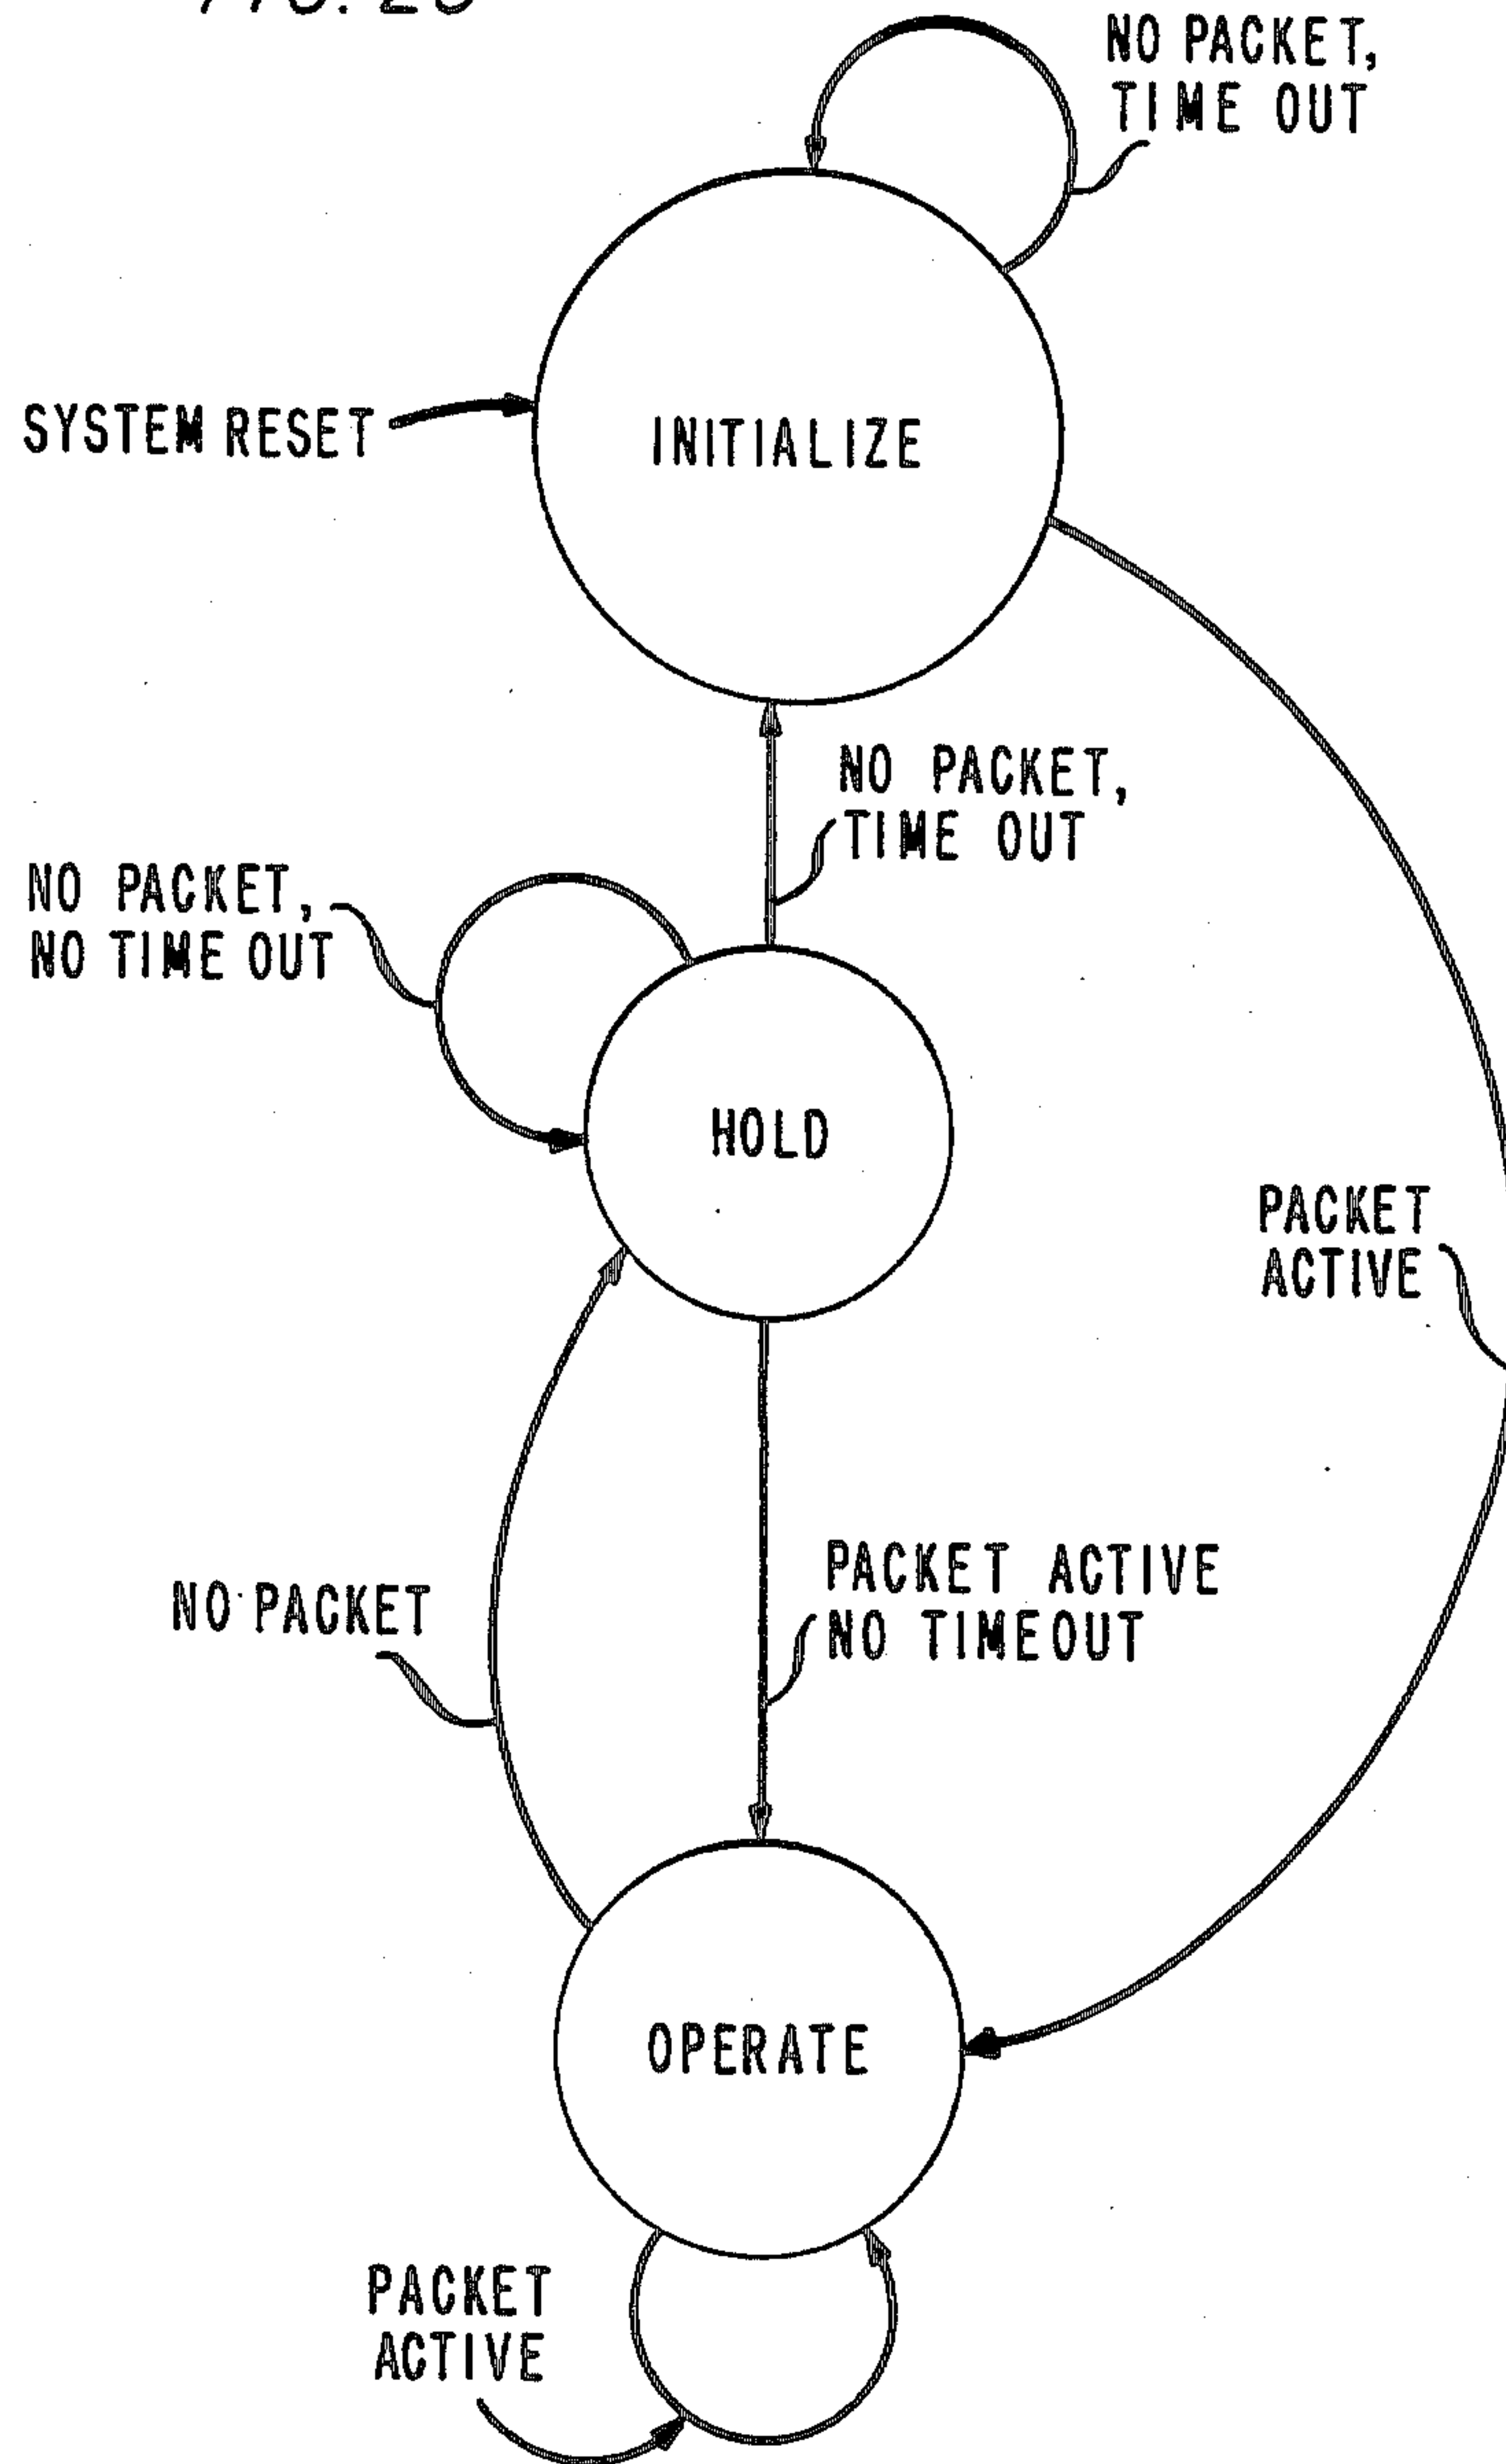 NO PACKET,
TIME OUT
SYSTEM RESET
INITIALIZE
NO PACKET,
TIME OUT
NO PACKET,
NO TIME OUT
HOLD
PACKET
ACTIVE
PACKET ACTIVE
NO TIMEOUT
NO PACKET
OPERATE
PACKET
ACTIVE